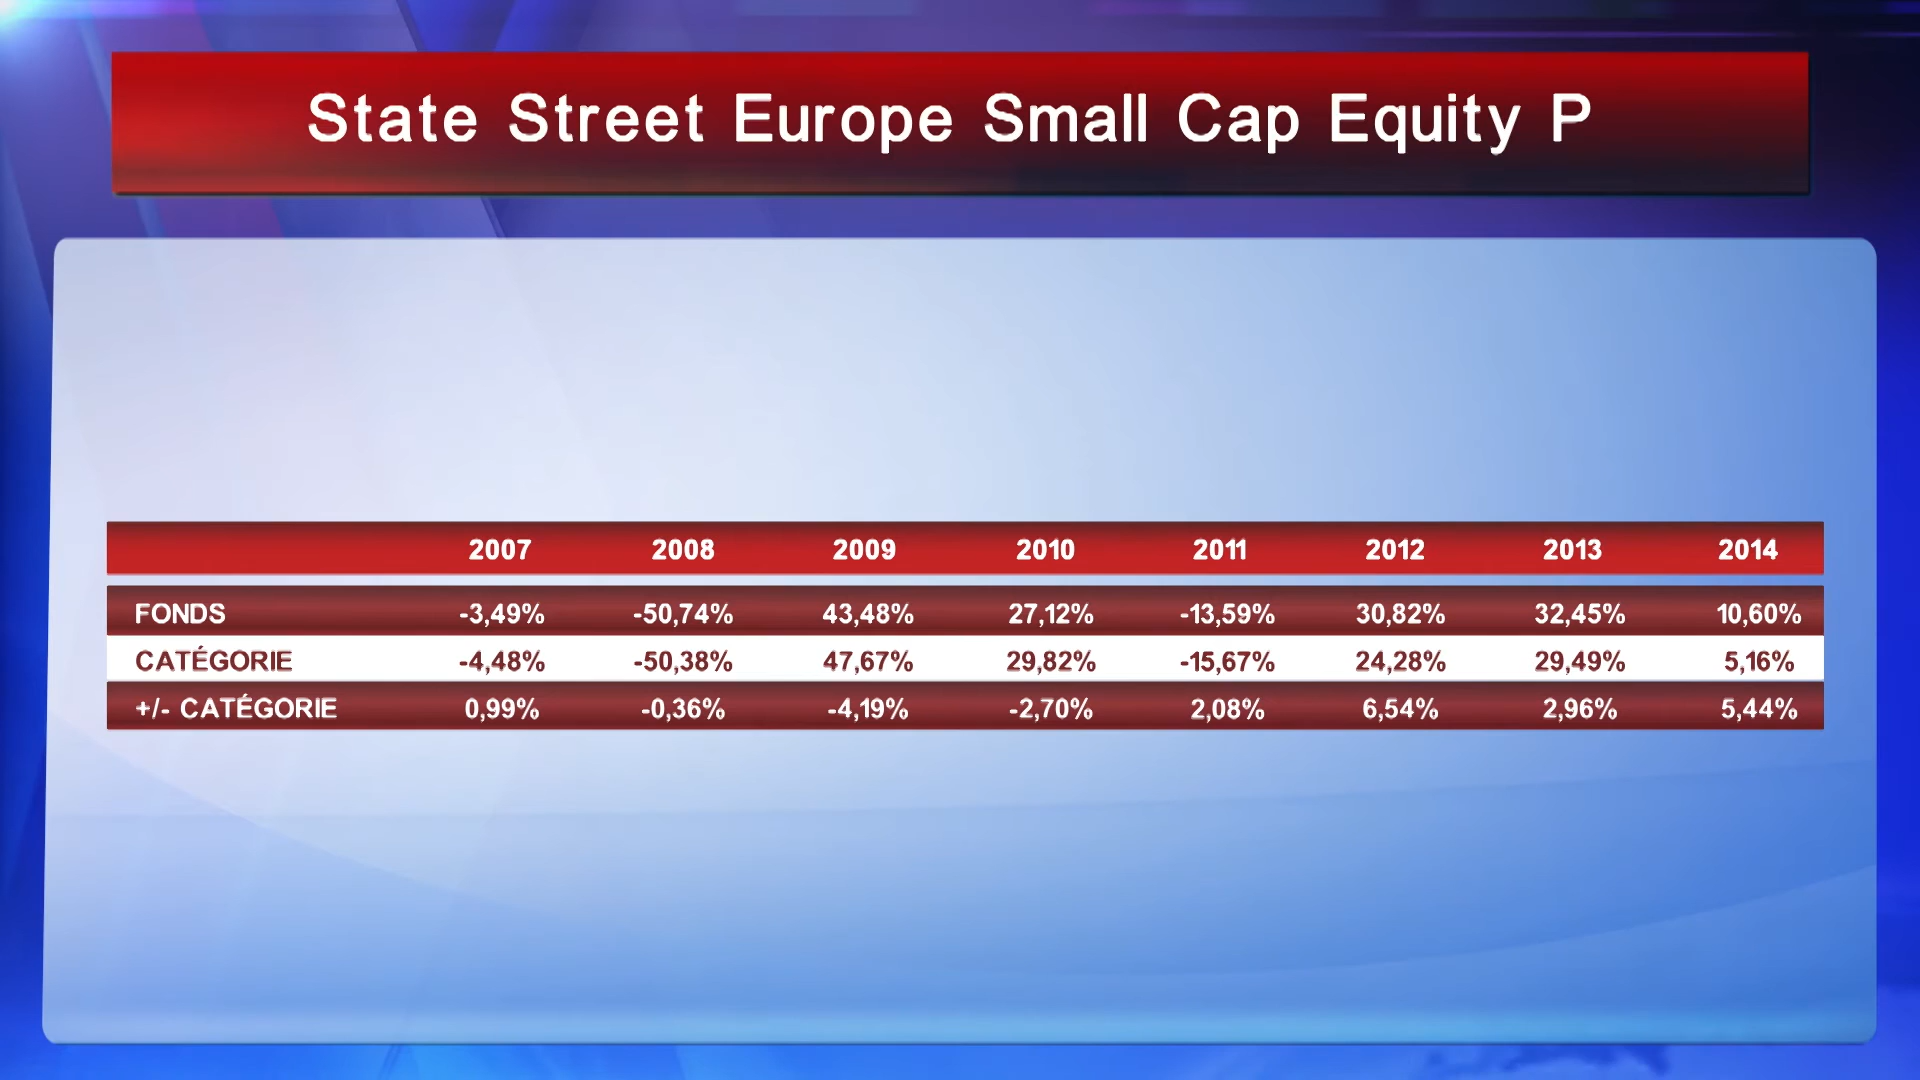 State Street Europe Small Cap Equity P
2007 2008 2009 2010 2011 2012 2013 2014
FONDS -3,49% -50,74% 43,48% 27,12% -13,59% 30,82% 32,45% 10,60%
CATÉGORIE -4,48% -50,38% 47,67% 29,82% -15,67% 24,28% 29,49% 5,16%
+/- CATÉGORIE 0,99% -0,36% -4,19% -2,70% 2,08% 6,54% 2,96% 5,44%